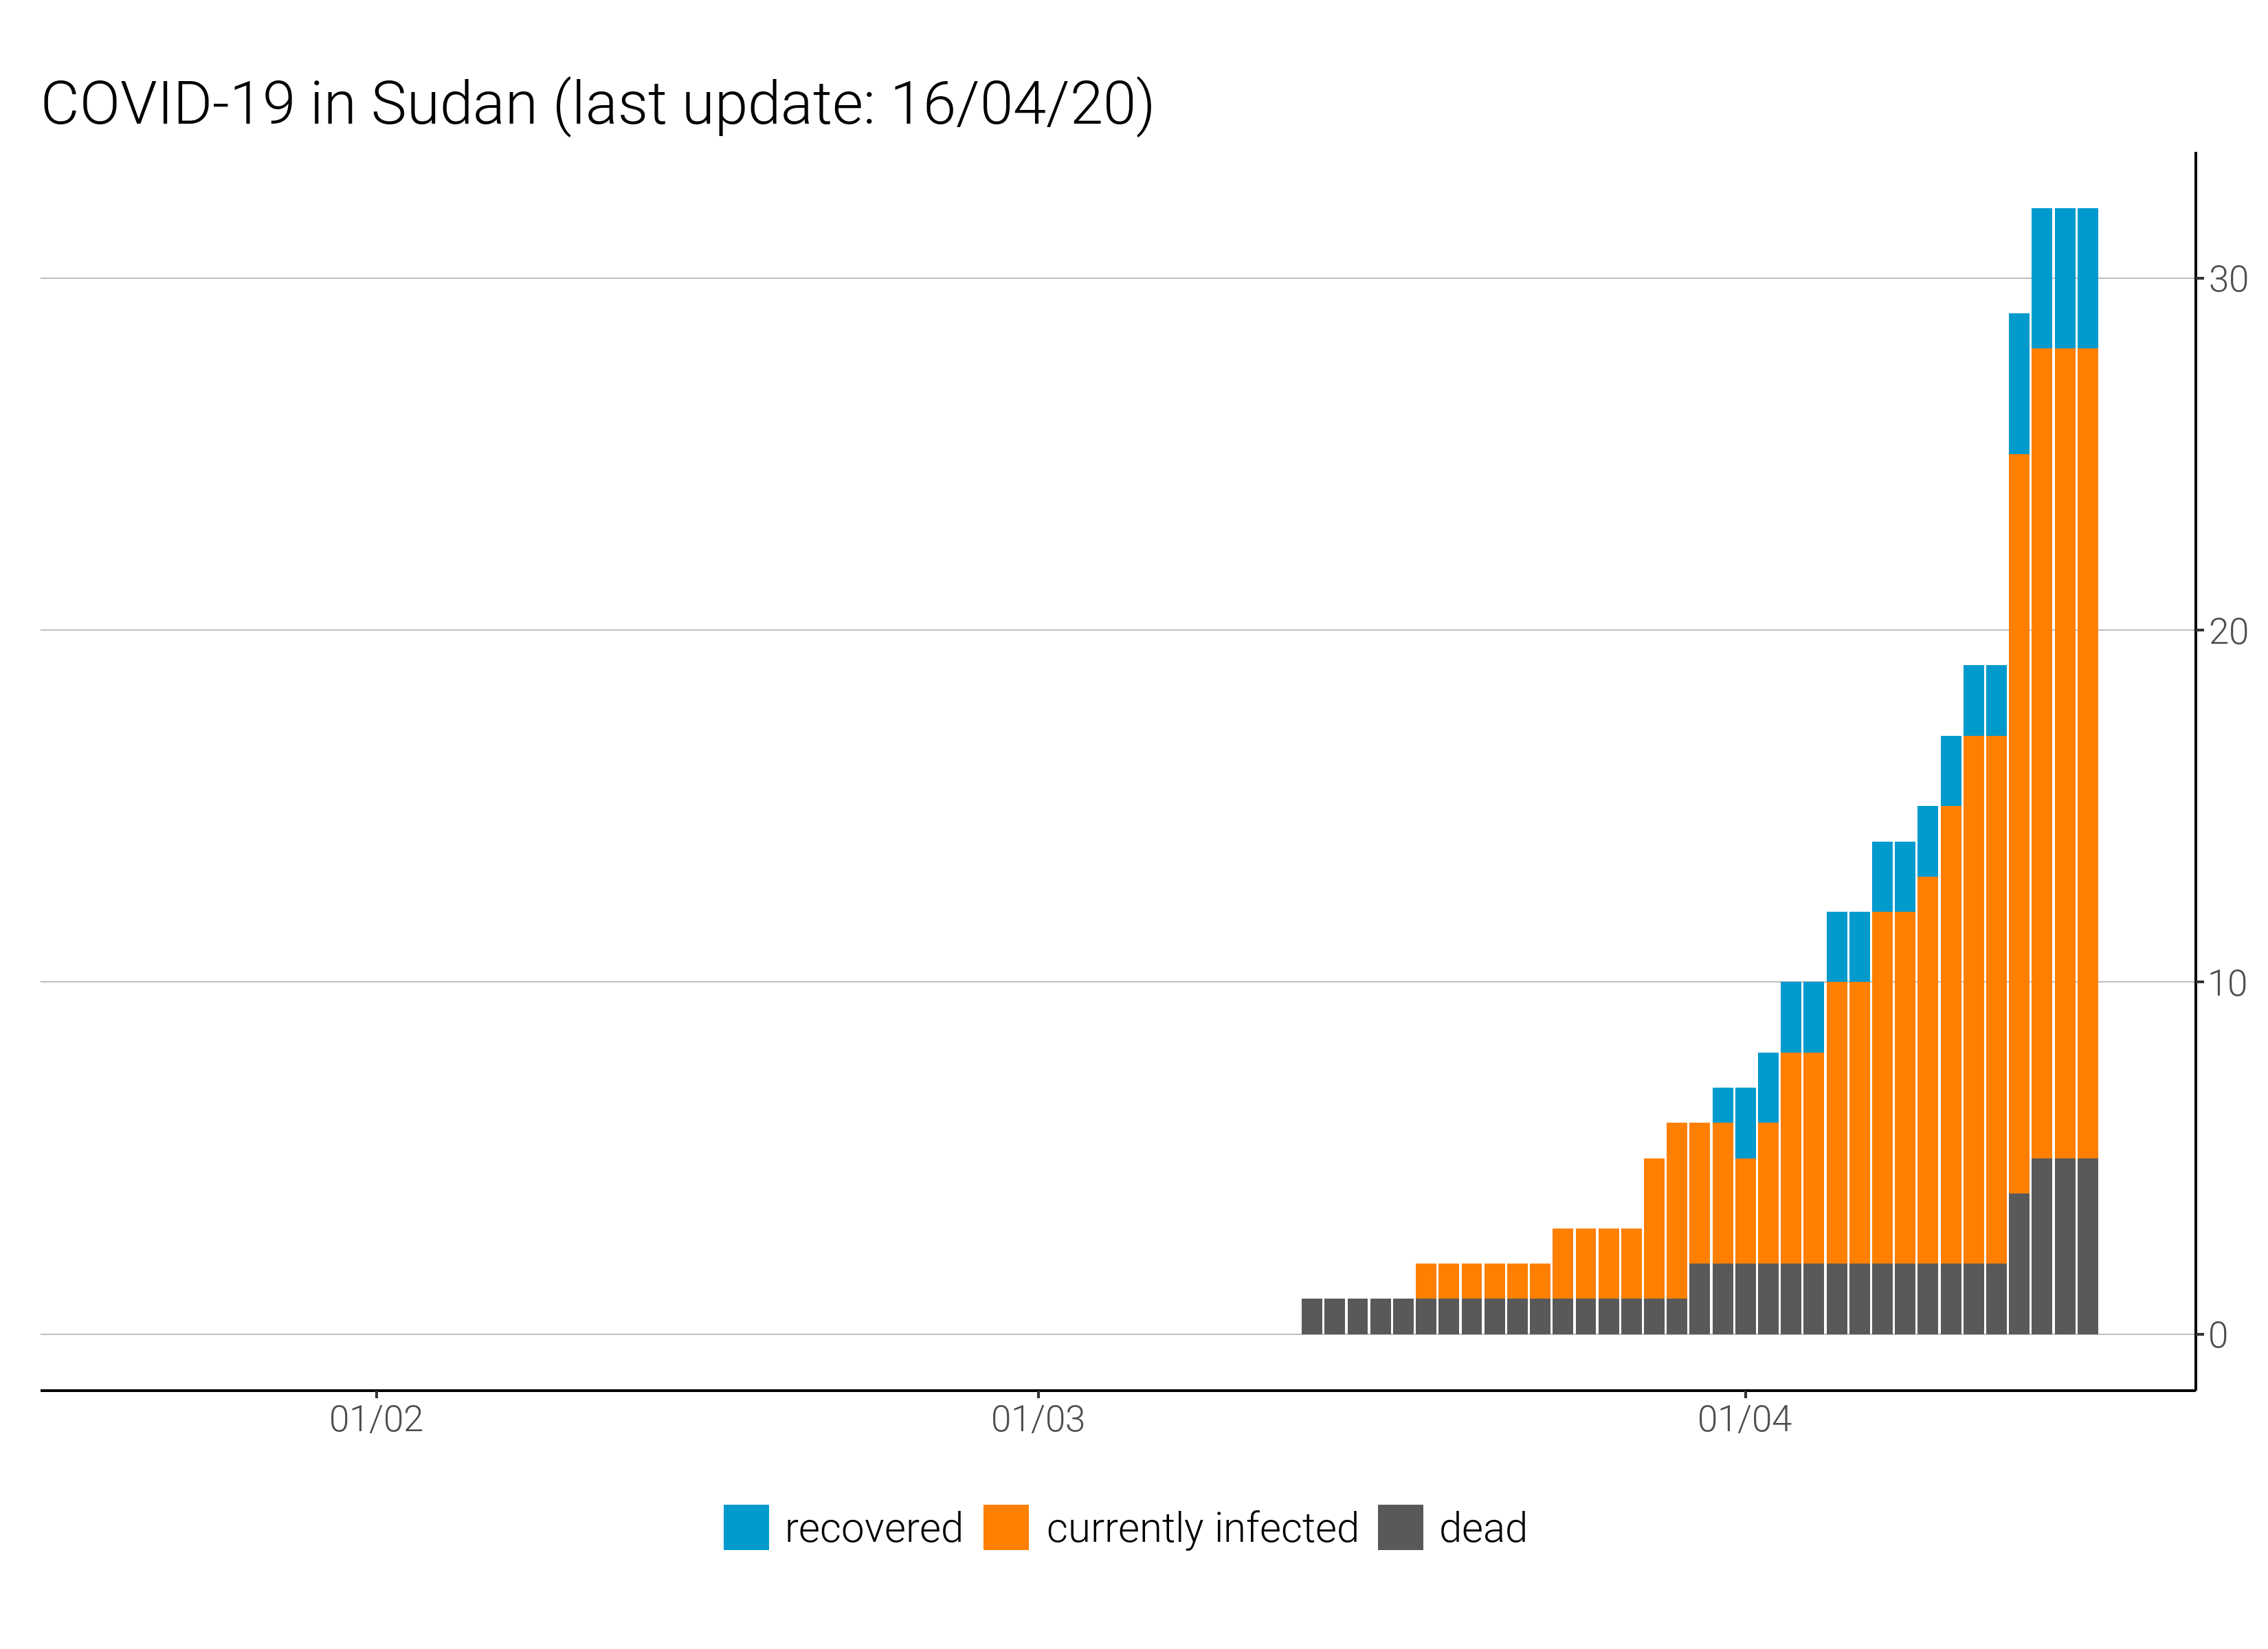 COVID-19 in Sudan (last update: 16/04/20)
30
20
10
0
01/02 01/03 01/04
recovered currently infected dead